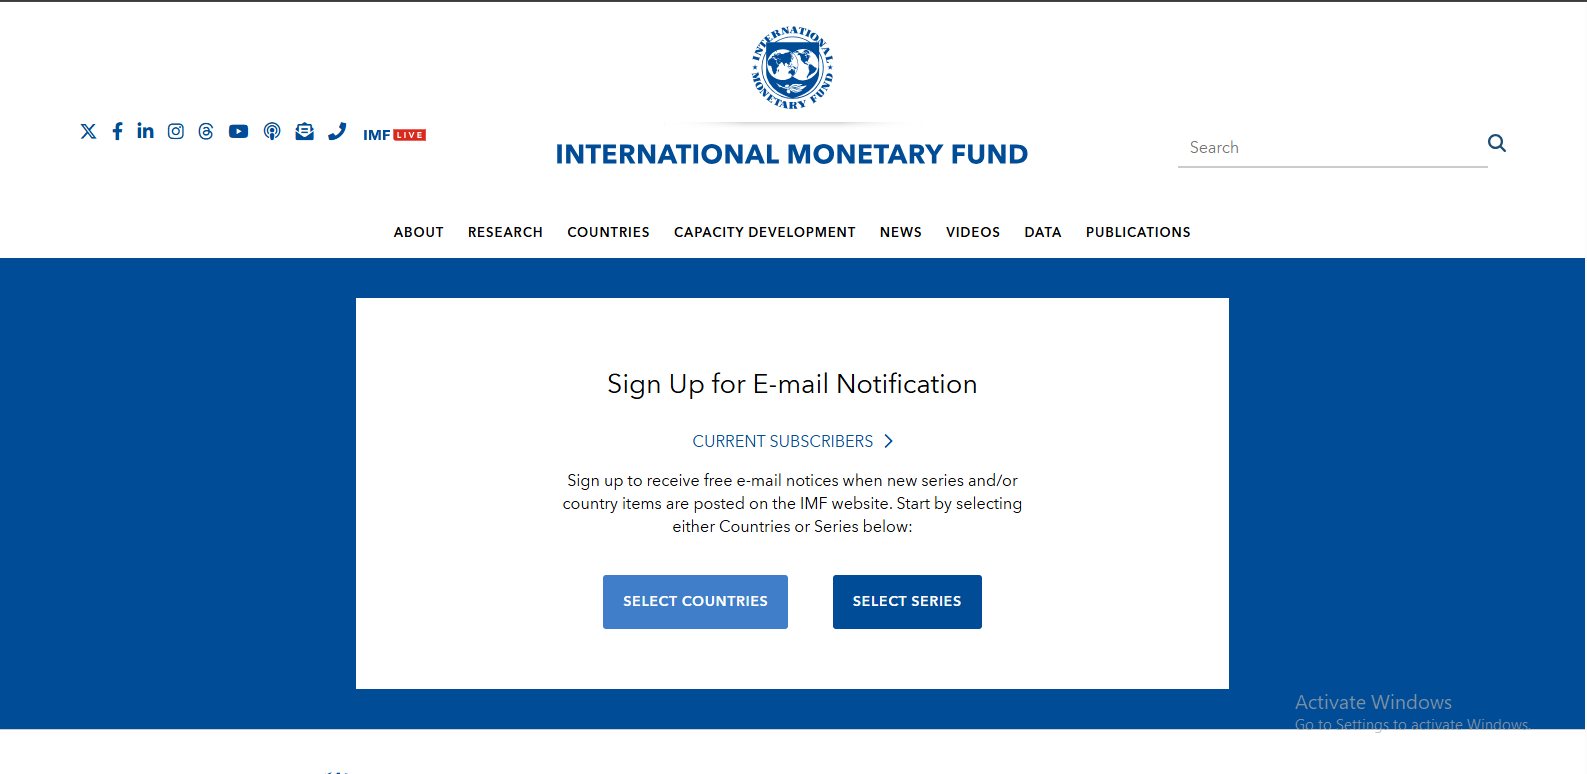 INTERNATIONAL MONETARY FUND
IMF LIVE
INTERNATIONAL MONETARY FUND
Search
ABOUT RESEARCH COUNTRIES CAPACITY DEVELOPMENT NEWS VIDEOS DATA PUBLICATIONS
Sign Up for E-mail Notification
CURRENT SUBSCRIBERS
Sign up to receive free e-mail notices when new series and/or
country items are posted on the IMF website. Start by selecting
either Countries or Series below:
SELECT COUNTRIES SELECT SERIES
Activate Windows
Go to Settings to activate Windows.